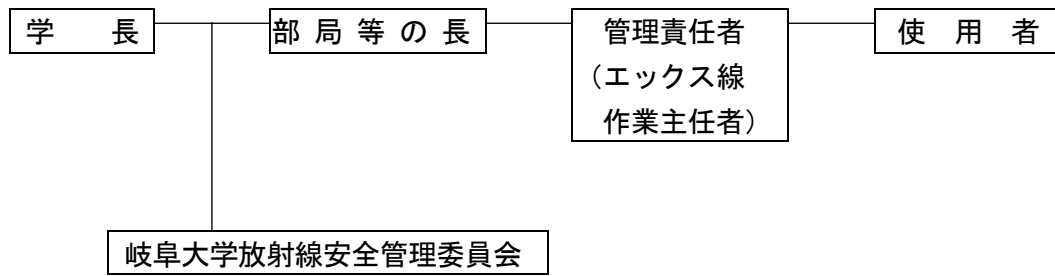 学 長
部 局 等 の 長
管理責任者
（エックス線
作業主任者）
使 用 者
岐阜大学放射線安全管理委員会